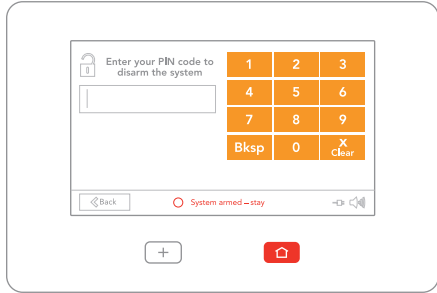 Enter your PIN code to
disarm the system
1 2 3
4 5 6
7 8 9
Bksp 0 X
Clear
Back
System armed – stay